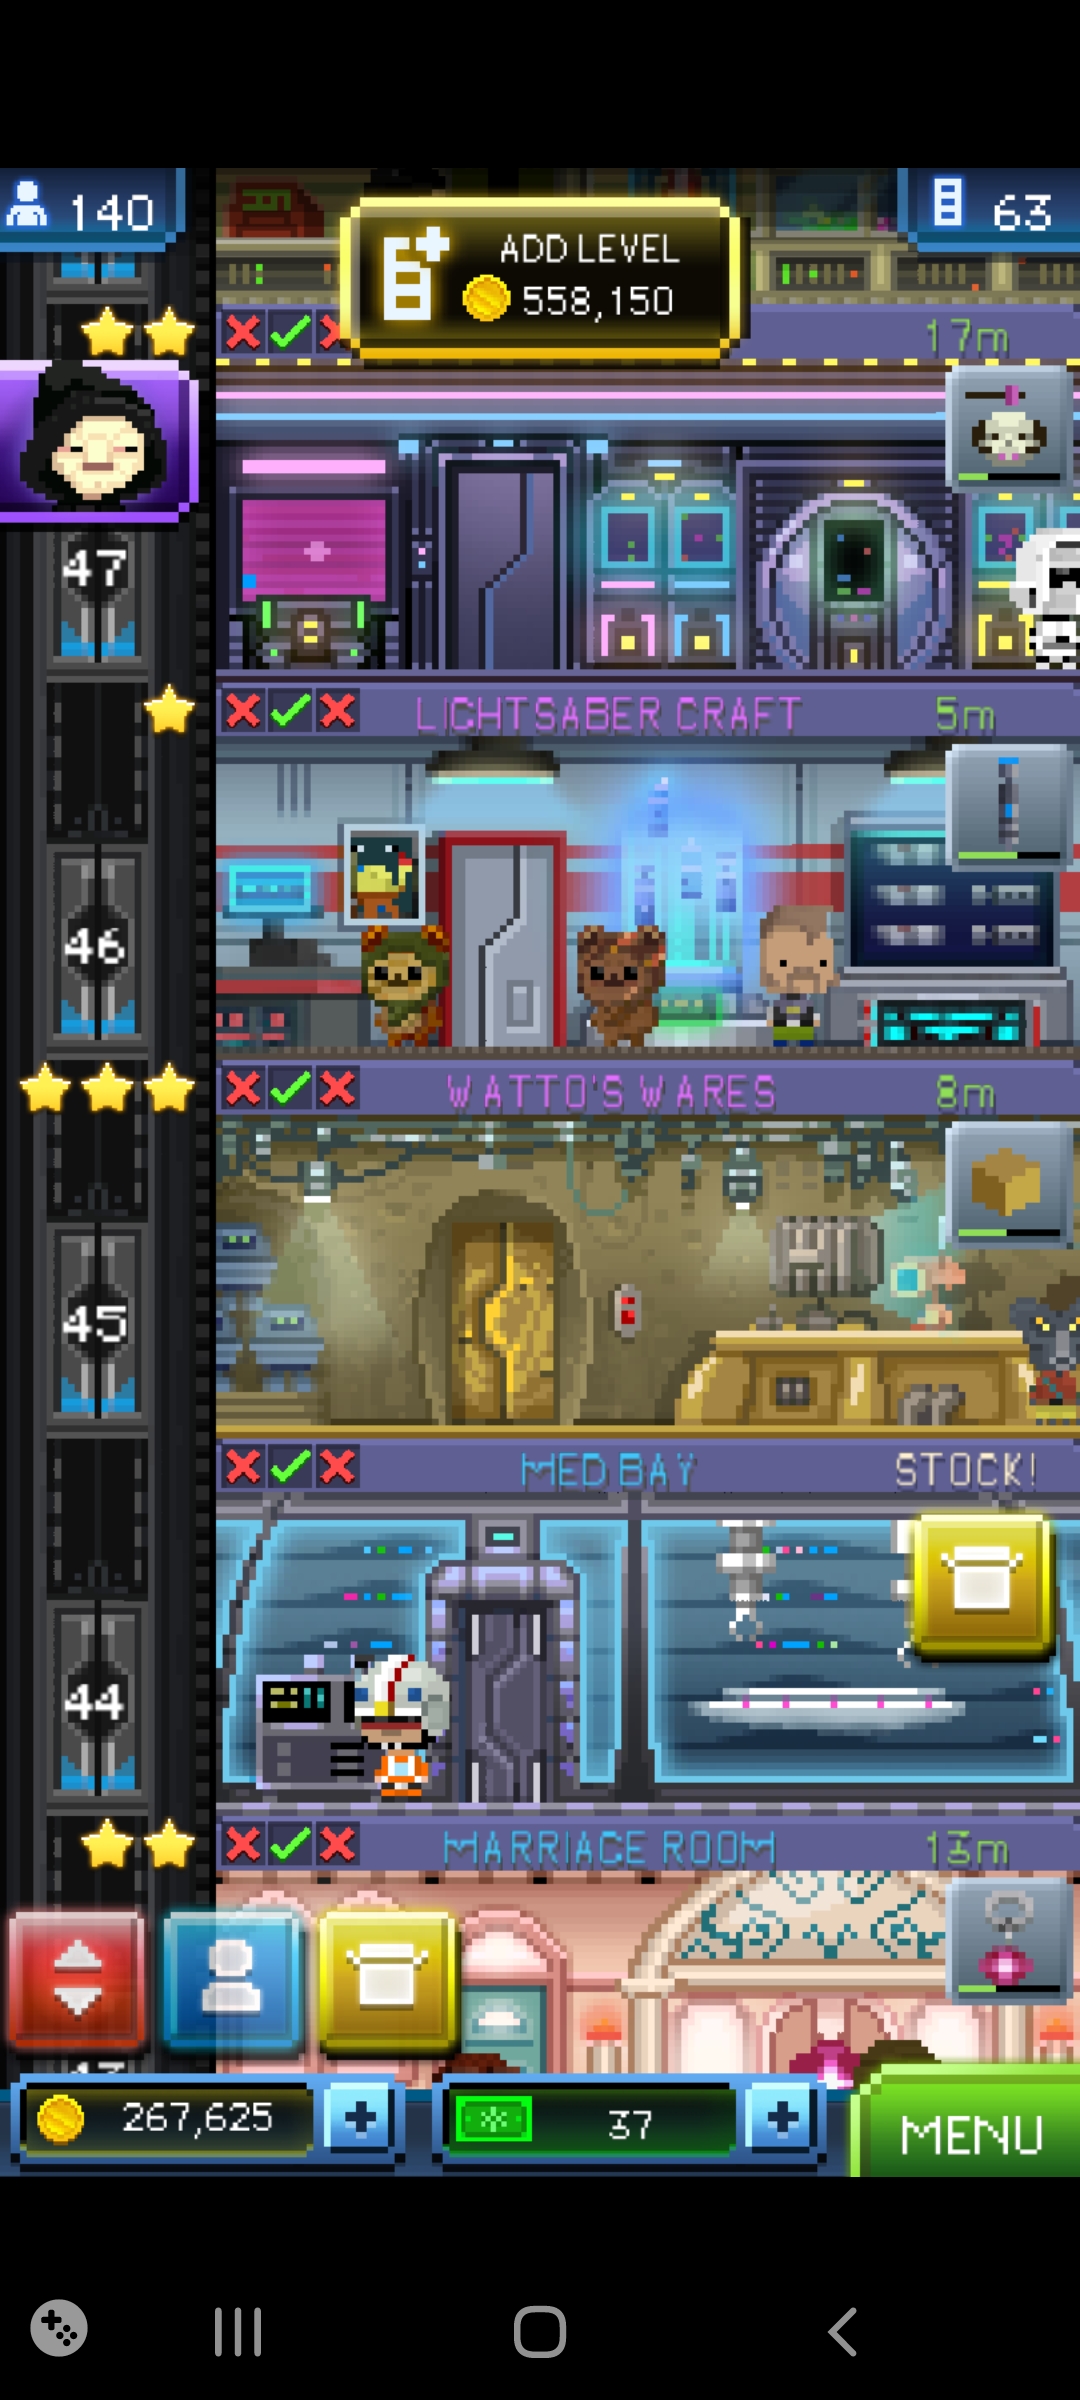 140
ADD LEVEL
558,150
63
17m
47
LIGHTSABER CRAFT 5m
46
WATTO'S WARES 8m
45
MED BAY STOCK!
44
MARRIAGE ROOM 13m
267,625
37
MENU